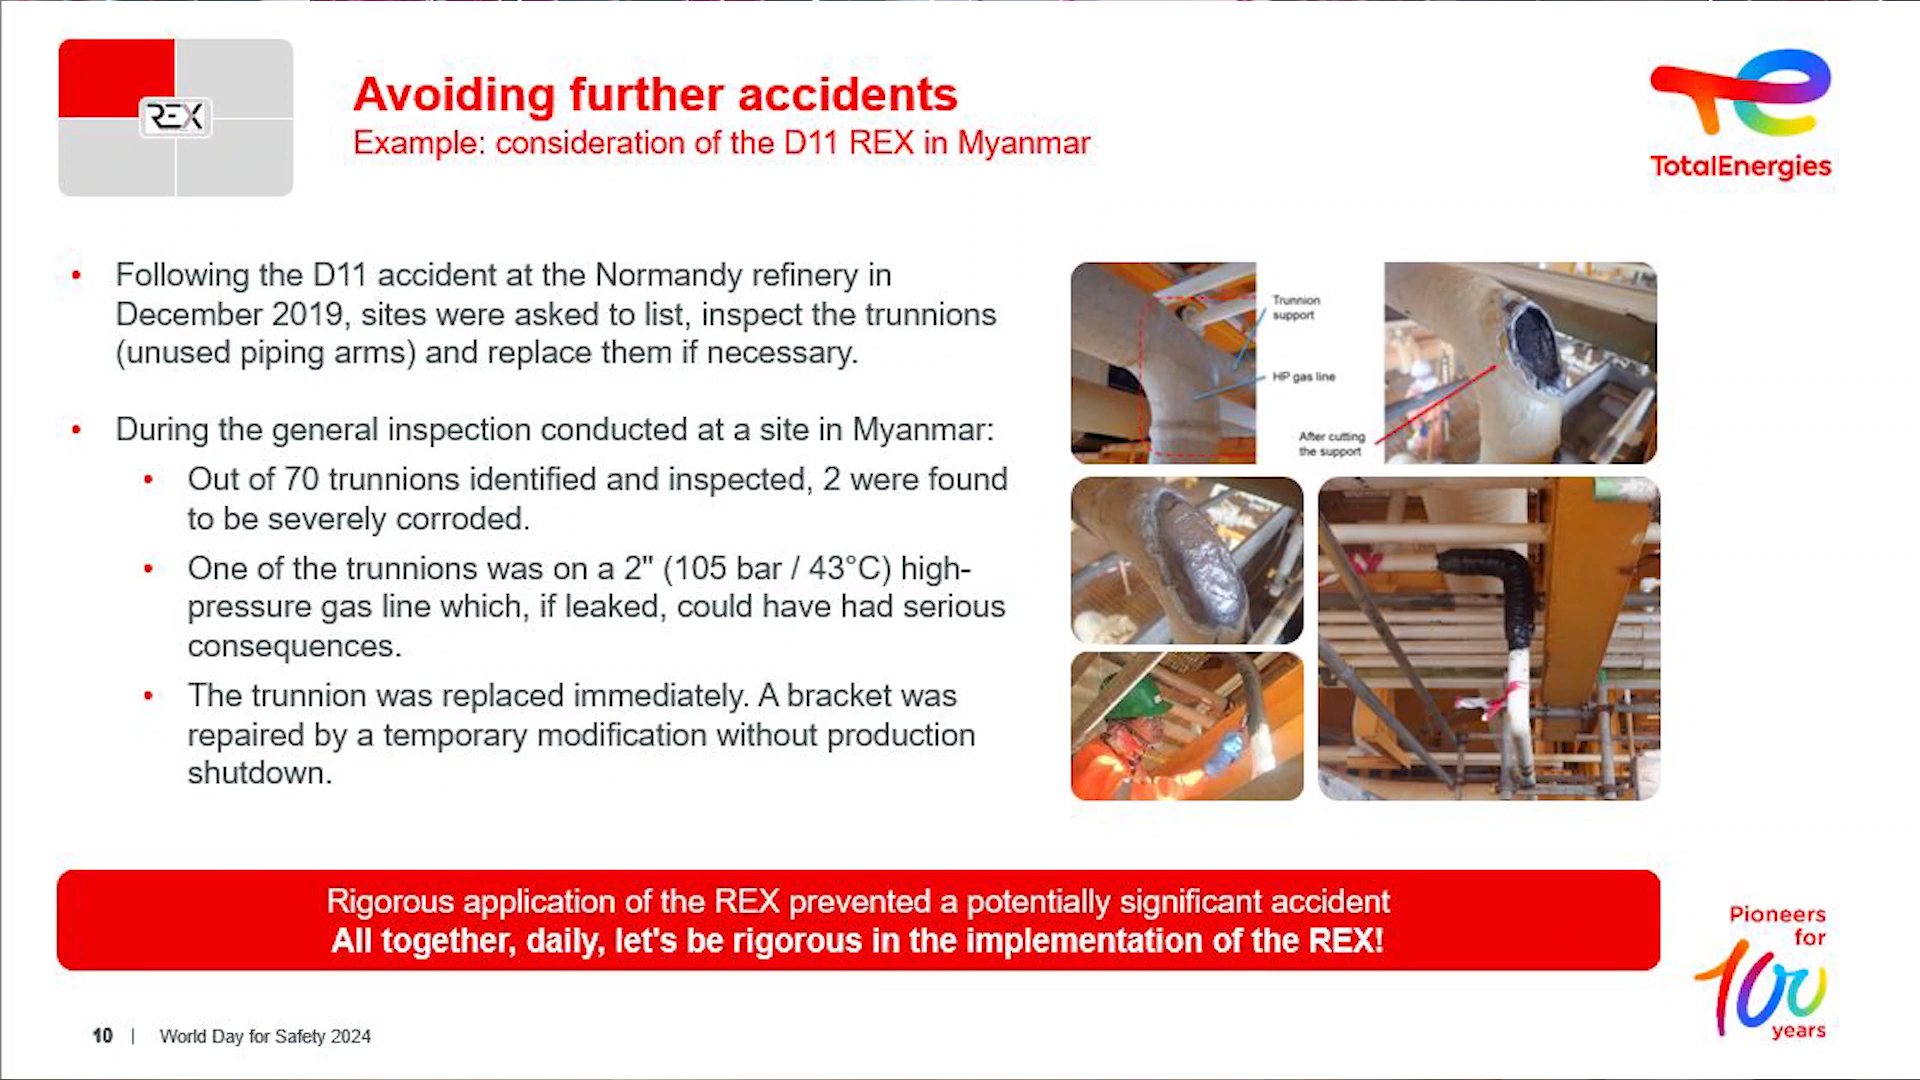 REX
Avoiding further accidents
Example: consideration of the D11 REX in Myanmar
TotalEnergies
• Following the D11 accident at the Normandy refinery in
December 2019, sites were asked to list, inspect the trunnions
(unused piping arms) and replace them if necessary.
• During the general inspection conducted at a site in Myanmar:
• Out of 70 trunnions identified and inspected, 2 were found
to be severely corroded.
• One of the trunnions was on a 2" (105 bar / 43°C) high-
pressure gas line which, if leaked, could have had serious
consequences.
• The trunnion was replaced immediately. A bracket was
repaired by a temporary modification without production
shutdown.
Trunnion
support
HP gas line
After cutting
the support
Rigorous application of the REX prevented a potentially significant accident
All together, daily, let's be rigorous in the implementation of the REX!
Pioneers
for
100
years
10 | World Day for Safety 2024